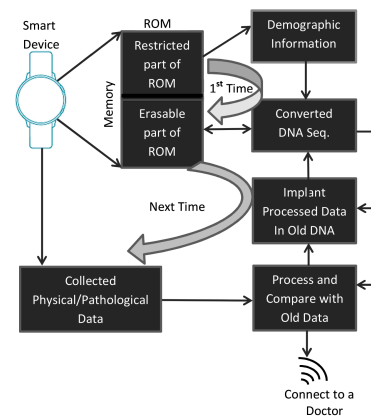 Smart
Device
ROM
Memory
Restricted
part of
ROM
Erasable
part of
ROM
Demographic
Information
1st Time
Converted
DNA Seq.
Next Time
Implant
Processed Data
In Old DNA
Collected
Physical/Pathological
Data
Process and
Compare with
Old Data
Connect to a
Doctor